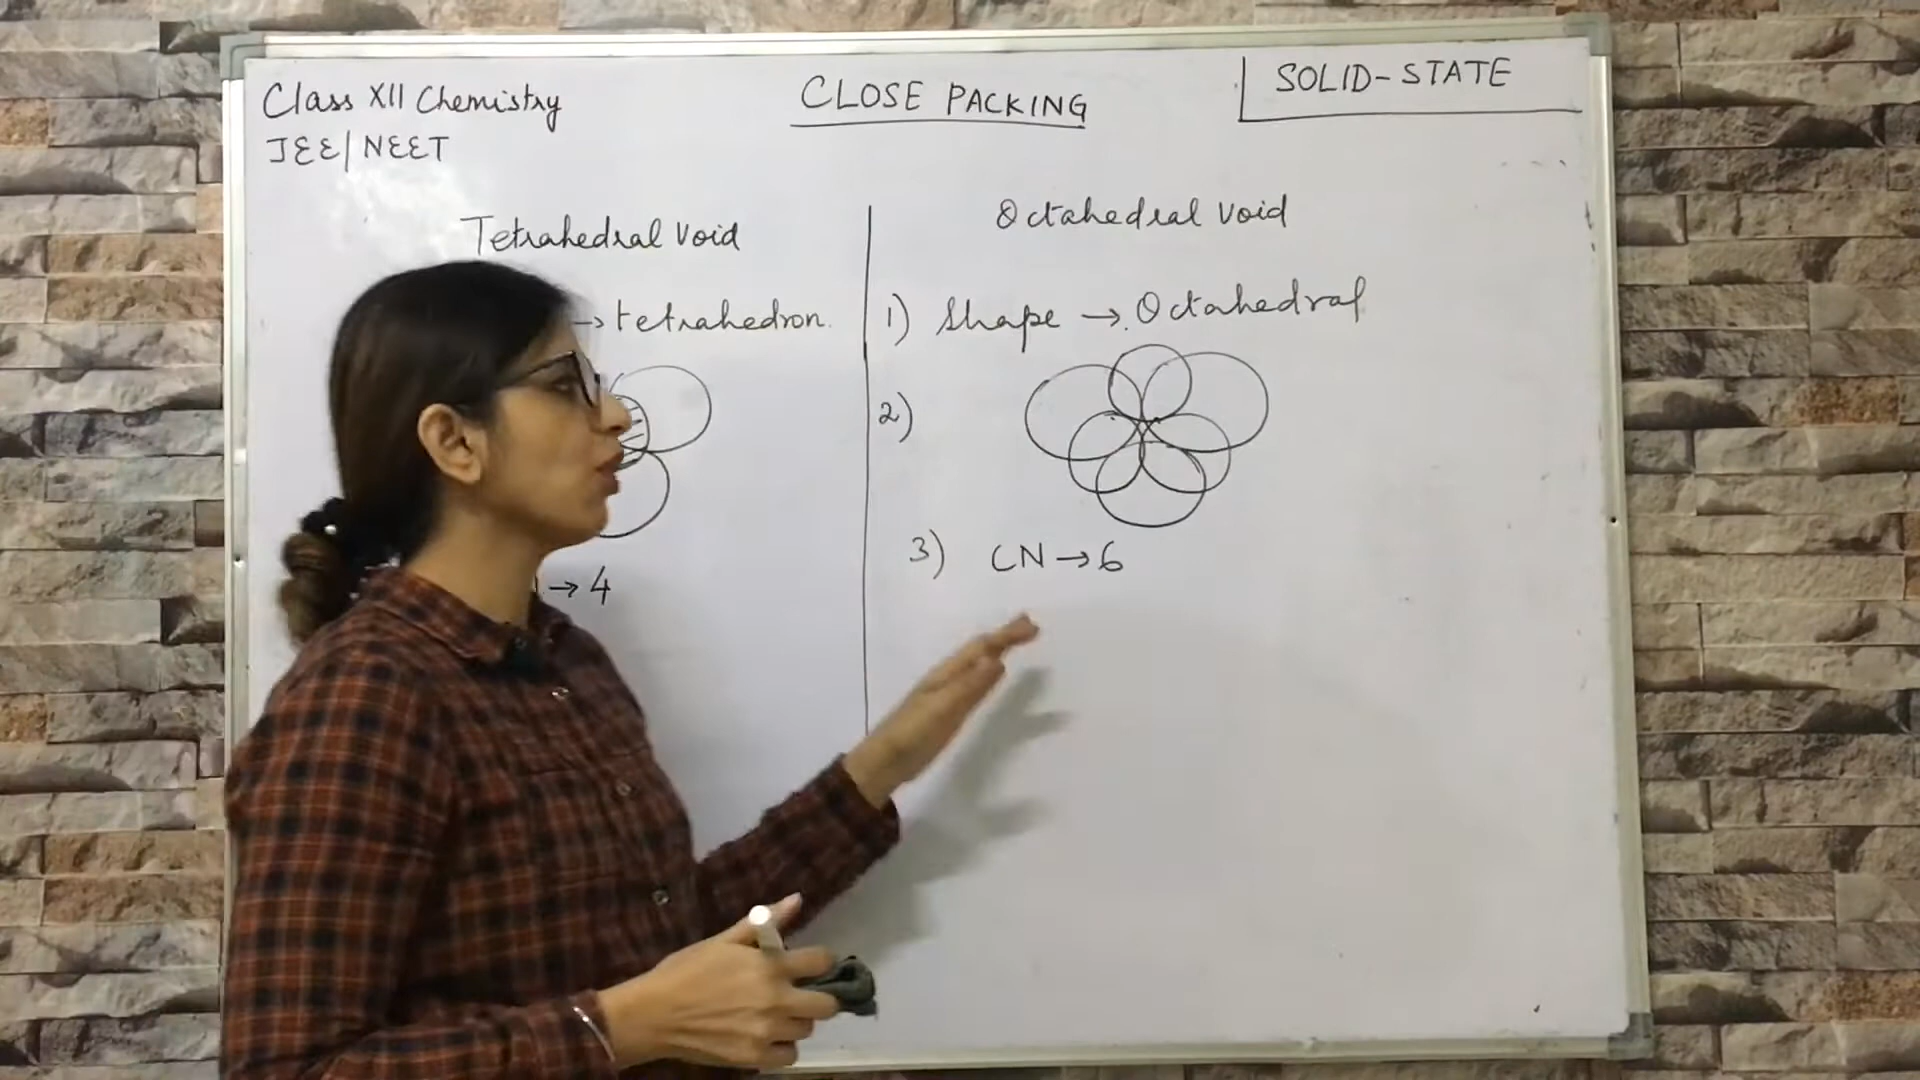 Class XII Chemistry
JEE/NEET
CLOSE PACKING
SOLID-STATE
Tetrahedral void
→ tetrahedron.
→ 4
Octahedral void
1) Shape → Octahedral
2)
3) CN → 6